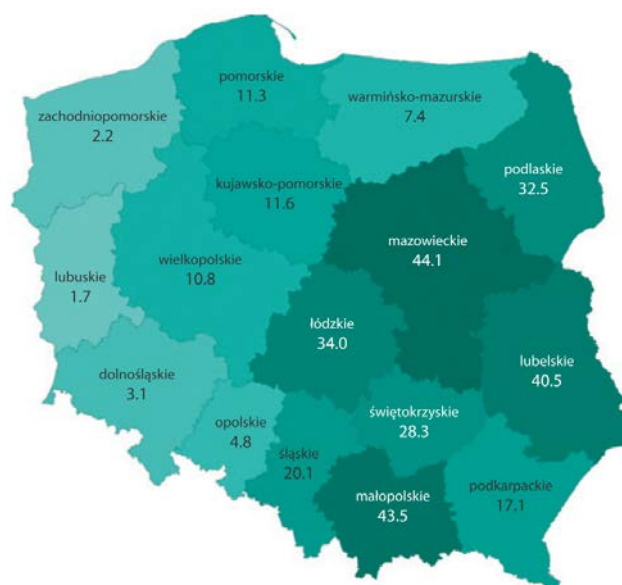 pomorskie
11.3
warmińsko-mazurskie
7.4
zachodniopomorskie
2.2
podlaskie
32.5
kujawsko-pomorskie
11.6
mazowieckie
44.1
wielkopolskie
10.8
lubuskie
1.7
łódzkie
34.0
lubelskie
40.5
dolnośląskie
3.1
opolskie
4.8
świętokrzyskie
28.3
śląskie
20.1
małopolskie
43.5
podkarpackie
17.1